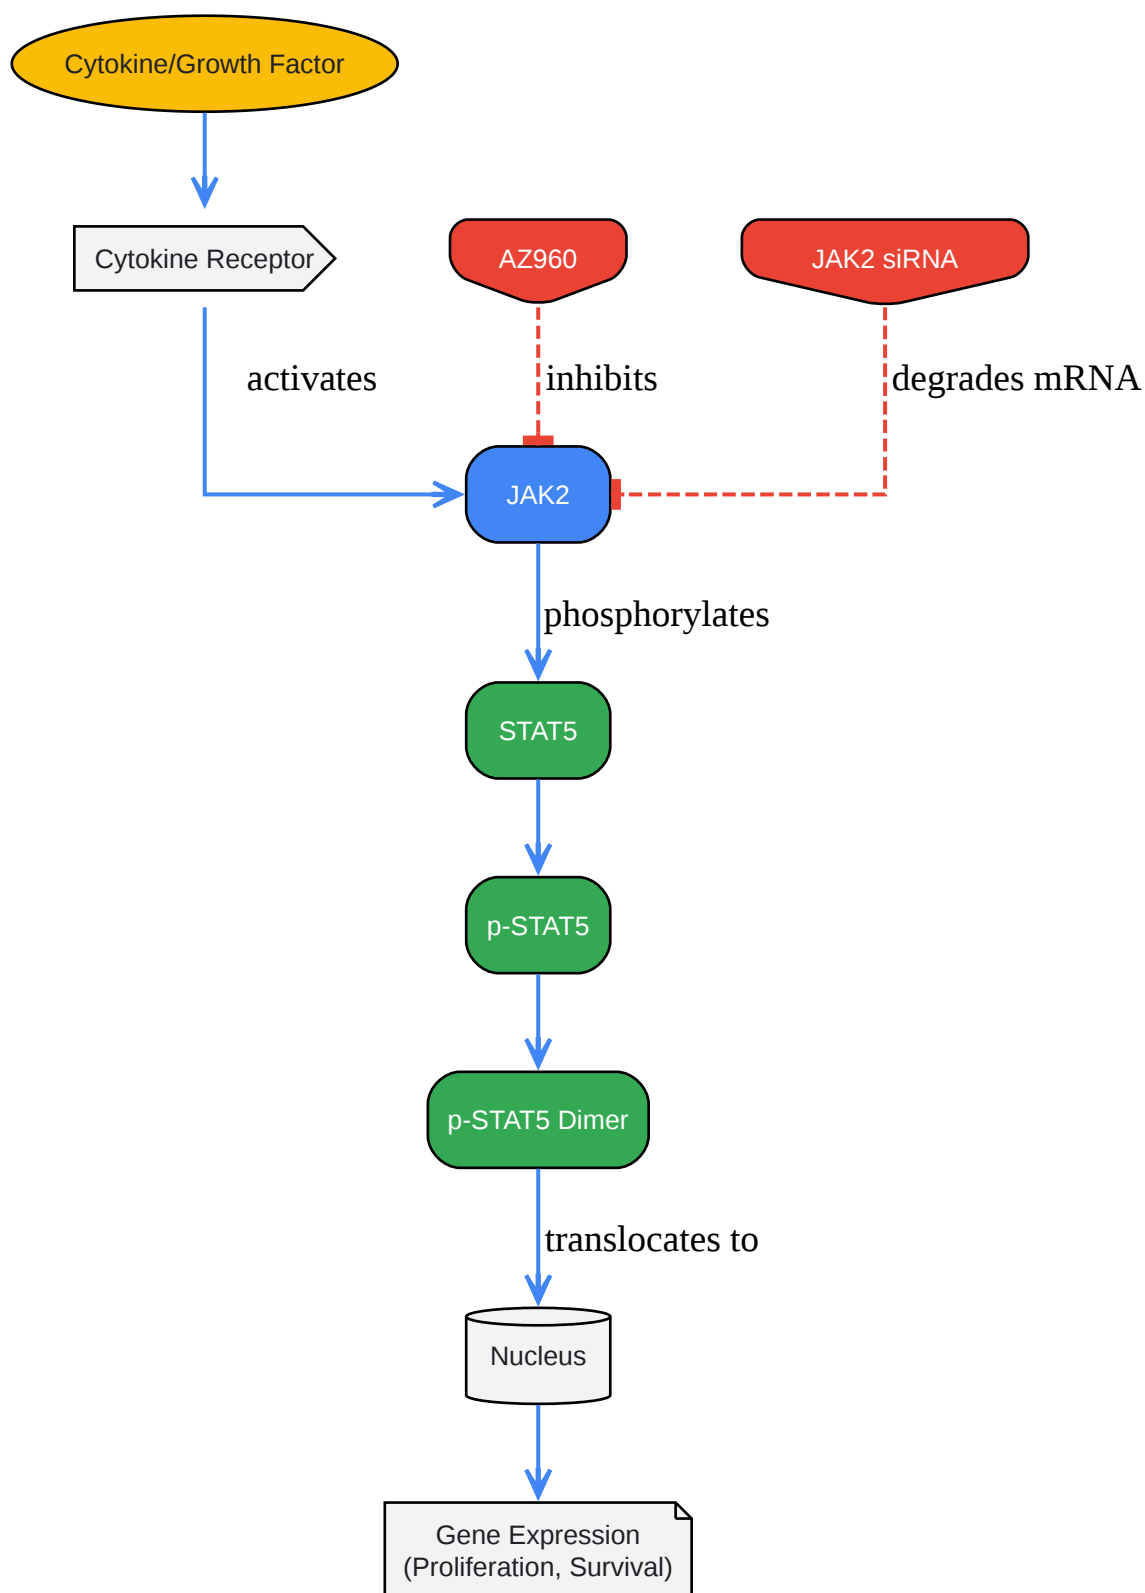 Cytokine/Growth Factor
Cytokine Receptor
AZ960
JAK2 siRNA
activates
inhibits
degrades mRNA
JAK2
phosphorylates
STAT5
p-STAT5
p-STAT5 Dimer
translocates to
Nucleus
Gene Expression
(Proliferation, Survival)